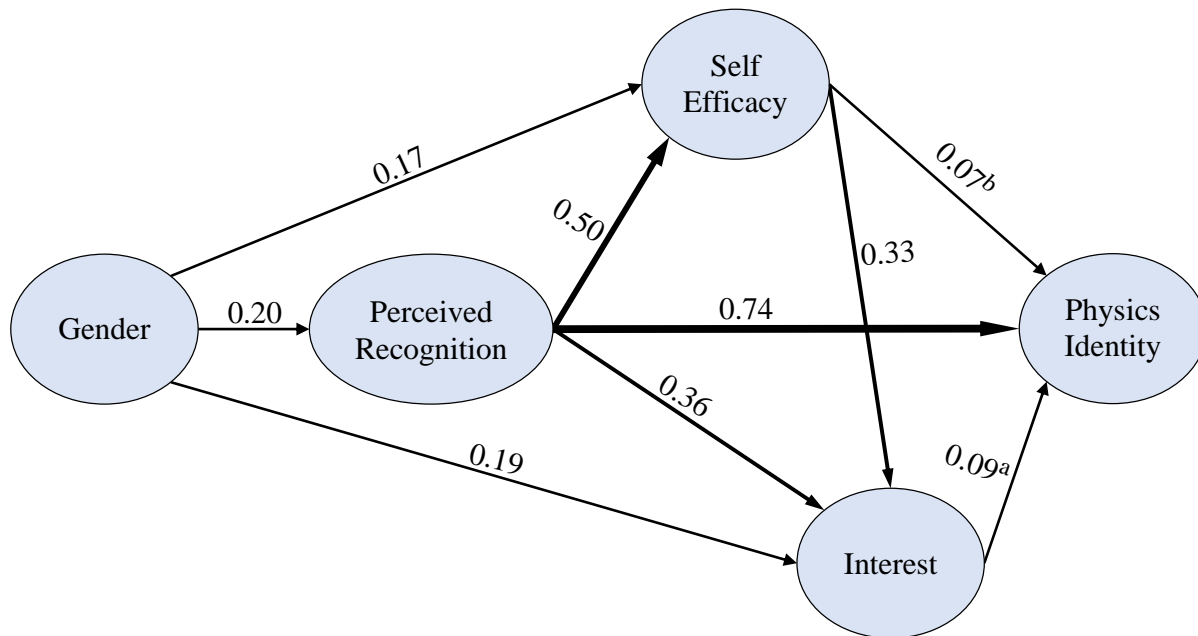 Self
Efficacy
0.17
0.07ᵇ
0.50
0.33
Gender
0.20
Perceived
Recognition
0.74
Physics
Identity
0.36
0.19
0.09ᵃ
Interest